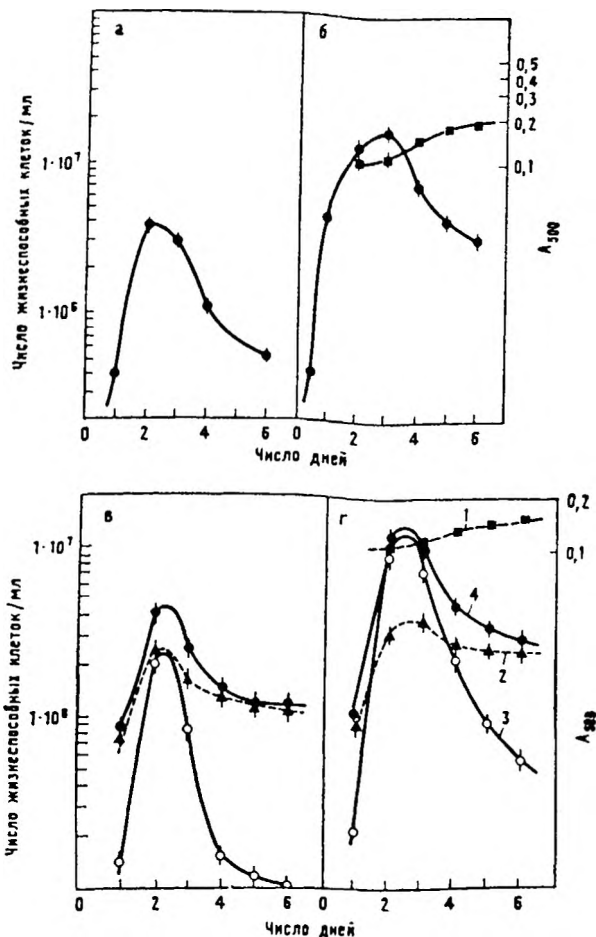 а
б
Число жизнеспособных клеток/мл
1·10⁷
1·10⁶
0,5
0,4
0,3
0,2
0,1
A₅₀₀
0 2 4 6 0 2 4 6
Число дней
в
г
Число жизнеспособных клеток/мл
1·10⁷
1·10⁶
0,2
0,1
1
4
2
3
0 2 4 6 0 2 4 6
Число дней